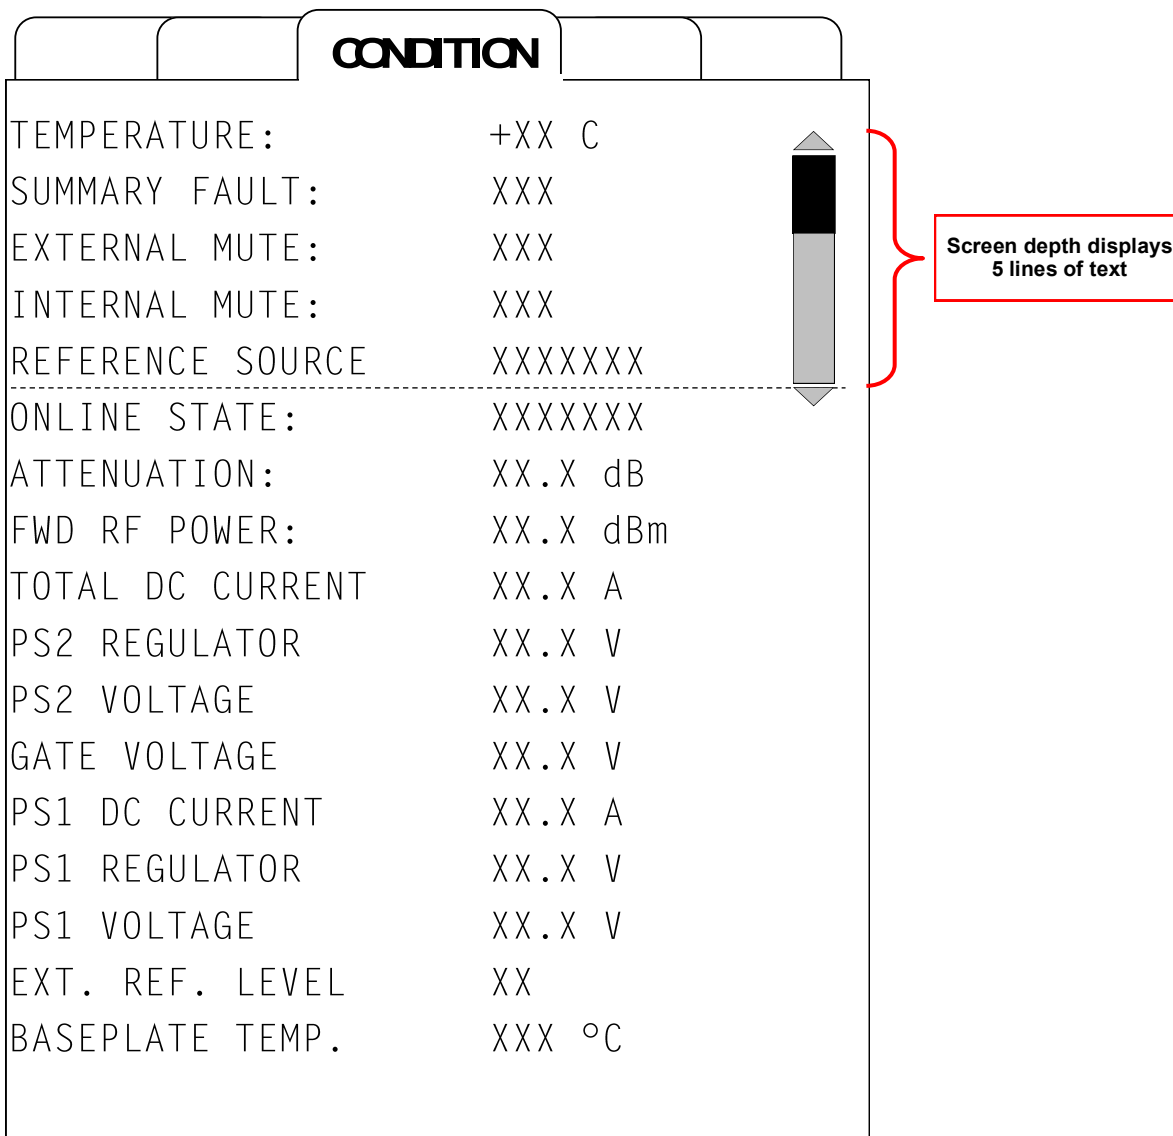 CONDITION
TEMPERATURE: +XX C
SUMMARY FAULT: XXX
EXTERNAL MUTE: XXX
INTERNAL MUTE: XXX
REFERENCE SOURCE XXXXXXX
Screen depth displays
5 lines of text
ONLINE STATE: XXXXXXX
ATTENUATION: XX.X dB
FWD RF POWER: XX.X dBm
TOTAL DC CURRENT XX.X A
PS2 REGULATOR XX.X V
PS2 VOLTAGE XX.X V
GATE VOLTAGE XX.X V
PS1 DC CURRENT XX.X A
PS1 REGULATOR XX.X V
PS1 VOLTAGE XX.X V
EXT. REF. LEVEL XX
BASEPLATE TEMP. XXX °C